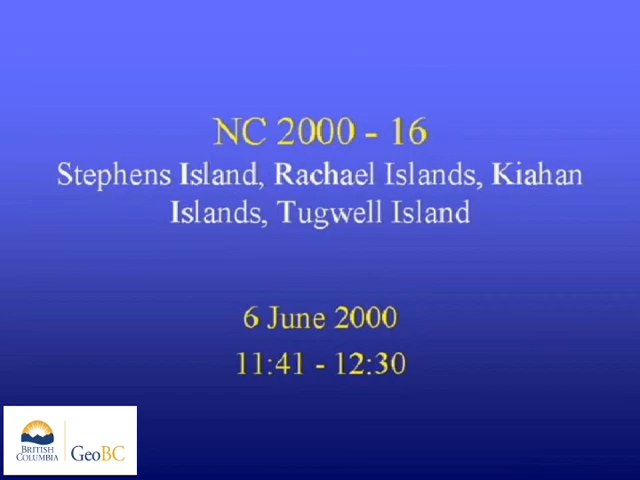 NC 2000 - 16
Stephens Island, Rachael Islands, Kiahan
Islands, Tugwell Island
6 June 2000
11:41 - 12:30
BRITISH
COLUMBIA
GeoBC